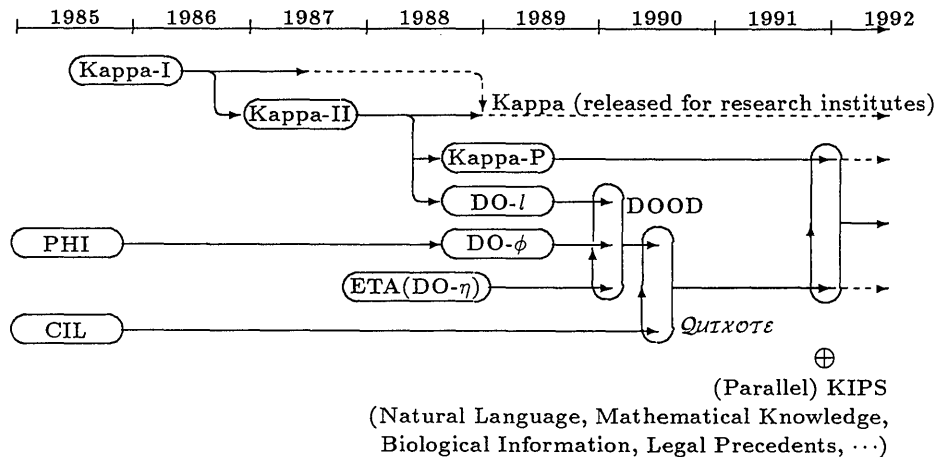 1985 1986 1987 1988 1989 1990 1991 1992
Kappa-I
Kappa (released for research institutes)
Kappa-II
Kappa-P
DO-l
DOOD
PHI
DO-ϕ
ETA(DO-η)
CIL
QUIXOTE
⊕
(Parallel) KIPS
(Natural Language, Mathematical Knowledge,
Biological Information, Legal Precedents, ⋯)